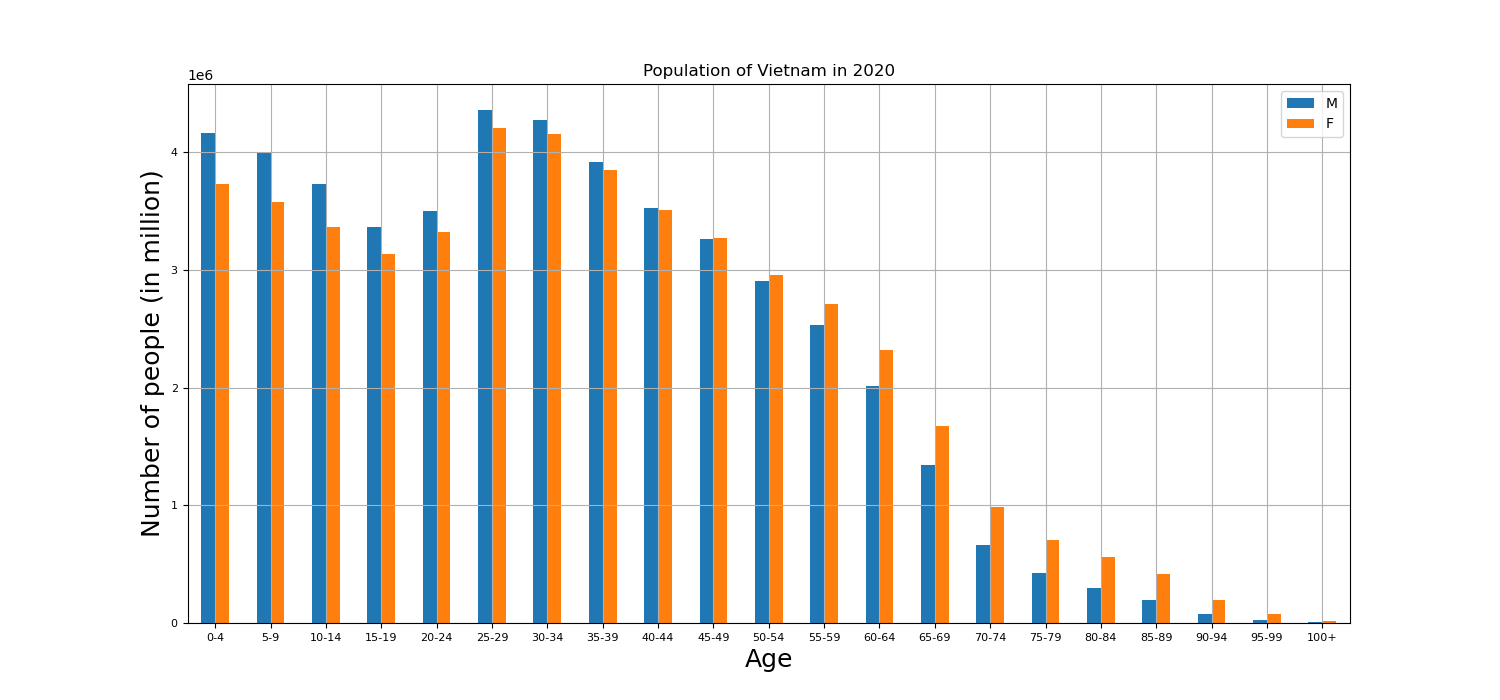 Population of Vietnam in 2020
1e6
M
F
Number of people (in million)
4
3
2
1
0
0-4 5-9 10-14 15-19 20-24 25-29 30-34 35-39 40-44 45-49 50-54 55-59 60-64 65-69 70-74 75-79 80-84 85-89 90-94 95-99 100+
Age